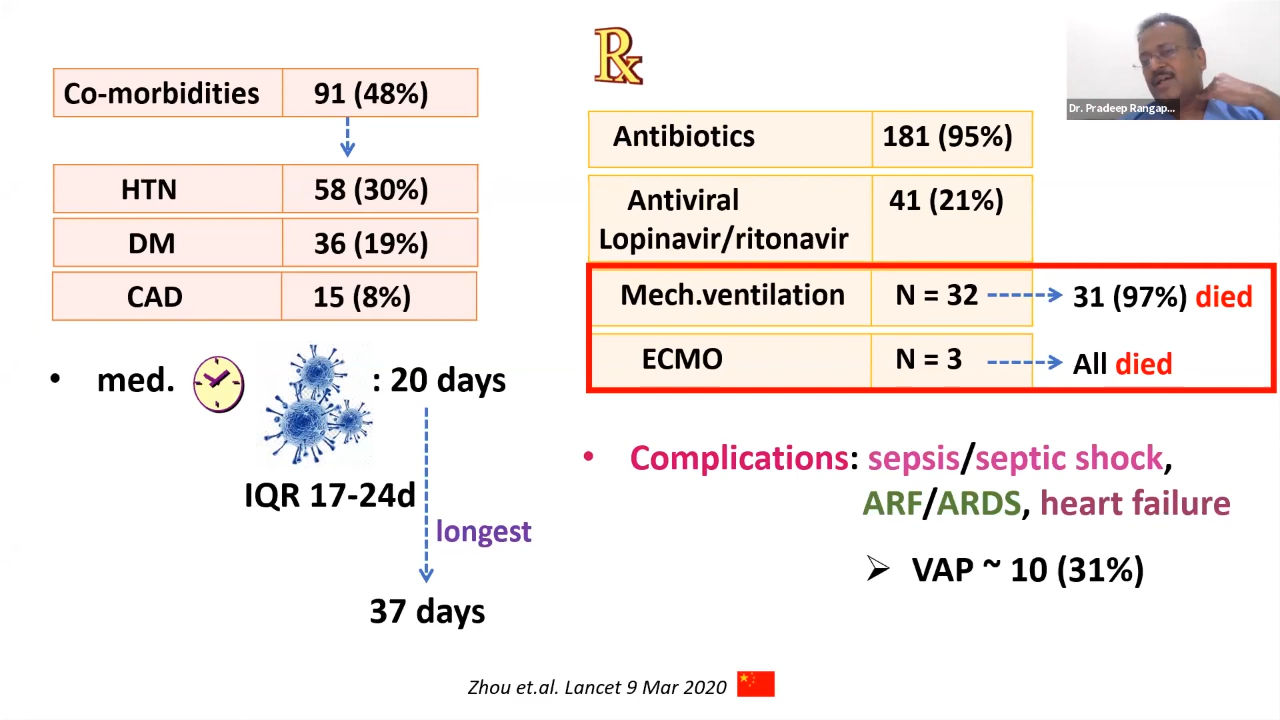 Rx
Dr. Pradeep Rangap...
Co-morbidities 91 (48%)
HTN 58 (30%)
DM 36 (19%)
CAD 15 (8%)
• med. : 20 days
IQR 17-24d
longest
37 days
Antibiotics 181 (95%)
Antiviral 41 (21%)
Lopinavir/ritonavir
Mech.ventilation N = 32 31 (97%) died
ECMO N = 3 All died
• Complications: sepsis/septic shock,
ARF/ARDS, heart failure
➢ VAP ~ 10 (31%)
Zhou et.al. Lancet 9 Mar 2020